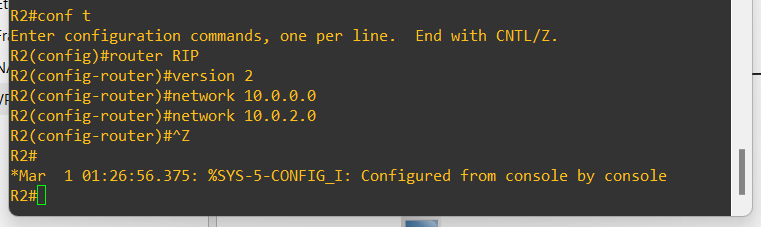 R2#conf t
Enter configuration commands, one per line.  End with CNTL/Z.
R2(config)#router RIP
R2(config-router)#version 2
R2(config-router)#network 10.0.0.0
R2(config-router)#network 10.0.2.0
R2(config-router)#^Z
R2#
*Mar  1 01:26:56.375: %SYS-5-CONFIG_I: Configured from console by console
R2#